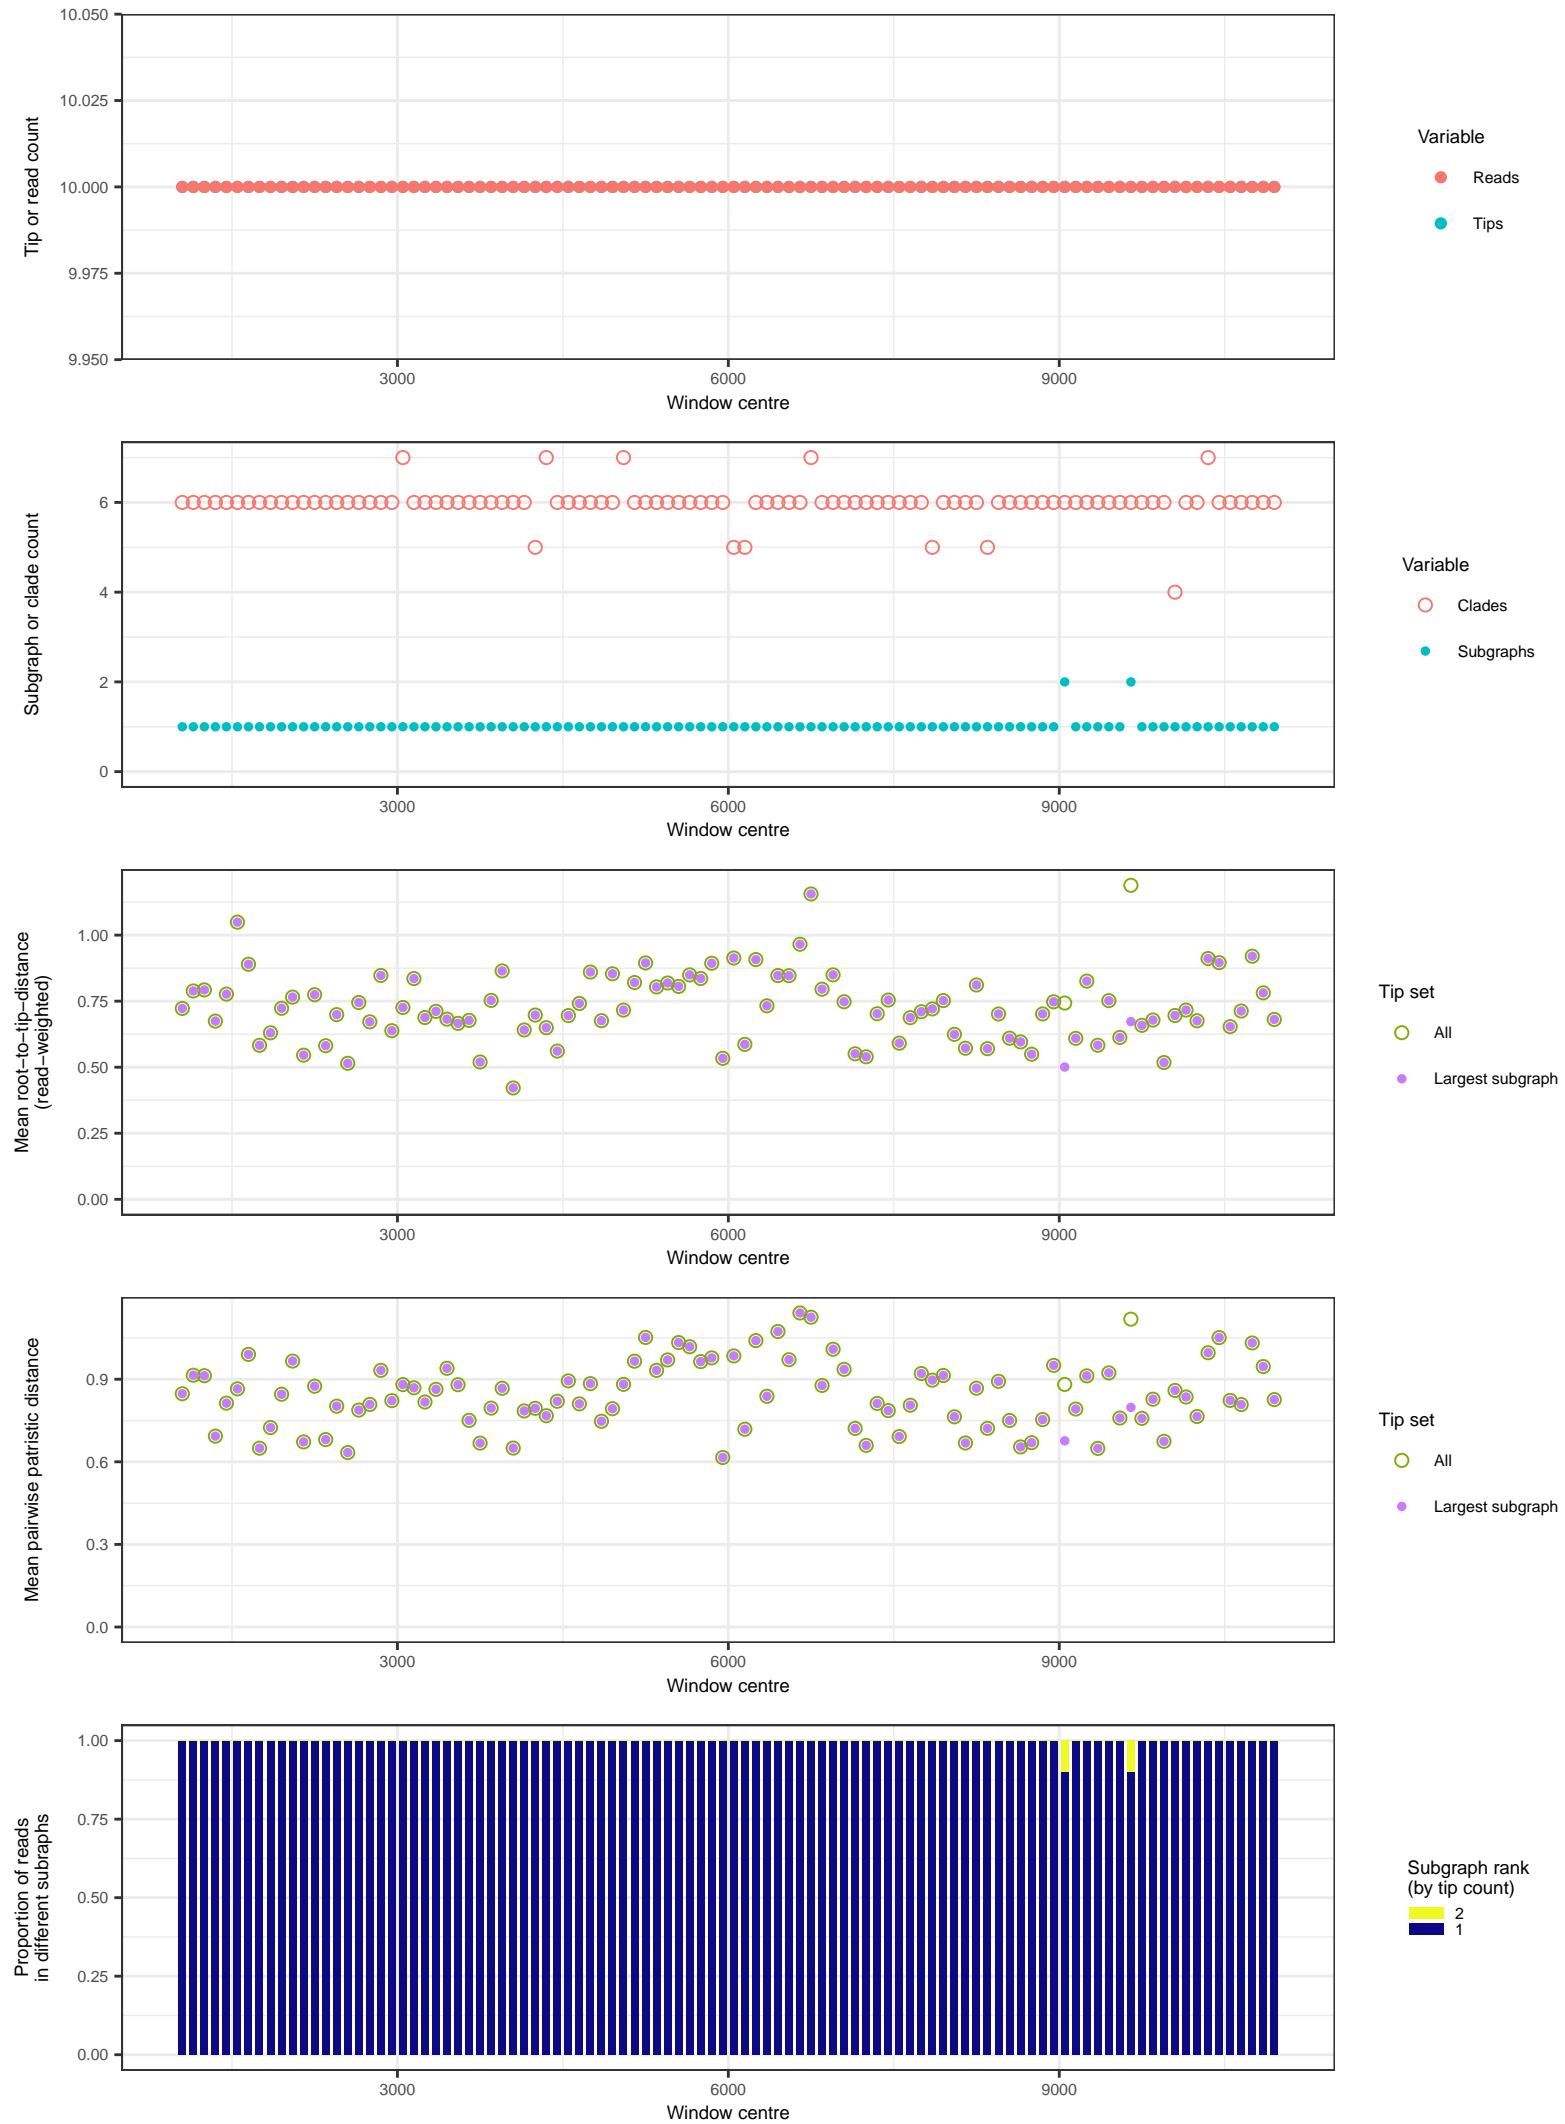 10.050
10.025
10.000
9.975
9.950
Tip or read count
3000 6000 9000
Window centre
Variable
Reads
Tips
6
4
2
0
Subgraph or clade count
3000 6000 9000
Window centre
Variable
Clades
Subgraphs
1.00
0.75
0.50
0.25
0.00
Mean root−to−tip−distance
(read−weighted)
3000 6000 9000
Window centre
Tip set
All
Largest subgraph
0.9
0.6
0.3
0.0
Mean pairwise patristic distance
3000 6000 9000
Window centre
Tip set
All
Largest subgraph
1.00
0.75
0.50
0.25
0.00
Proportion of reads
in different subraphs
3000 6000 9000
Window centre
Subgraph rank
(by tip count)
2
1